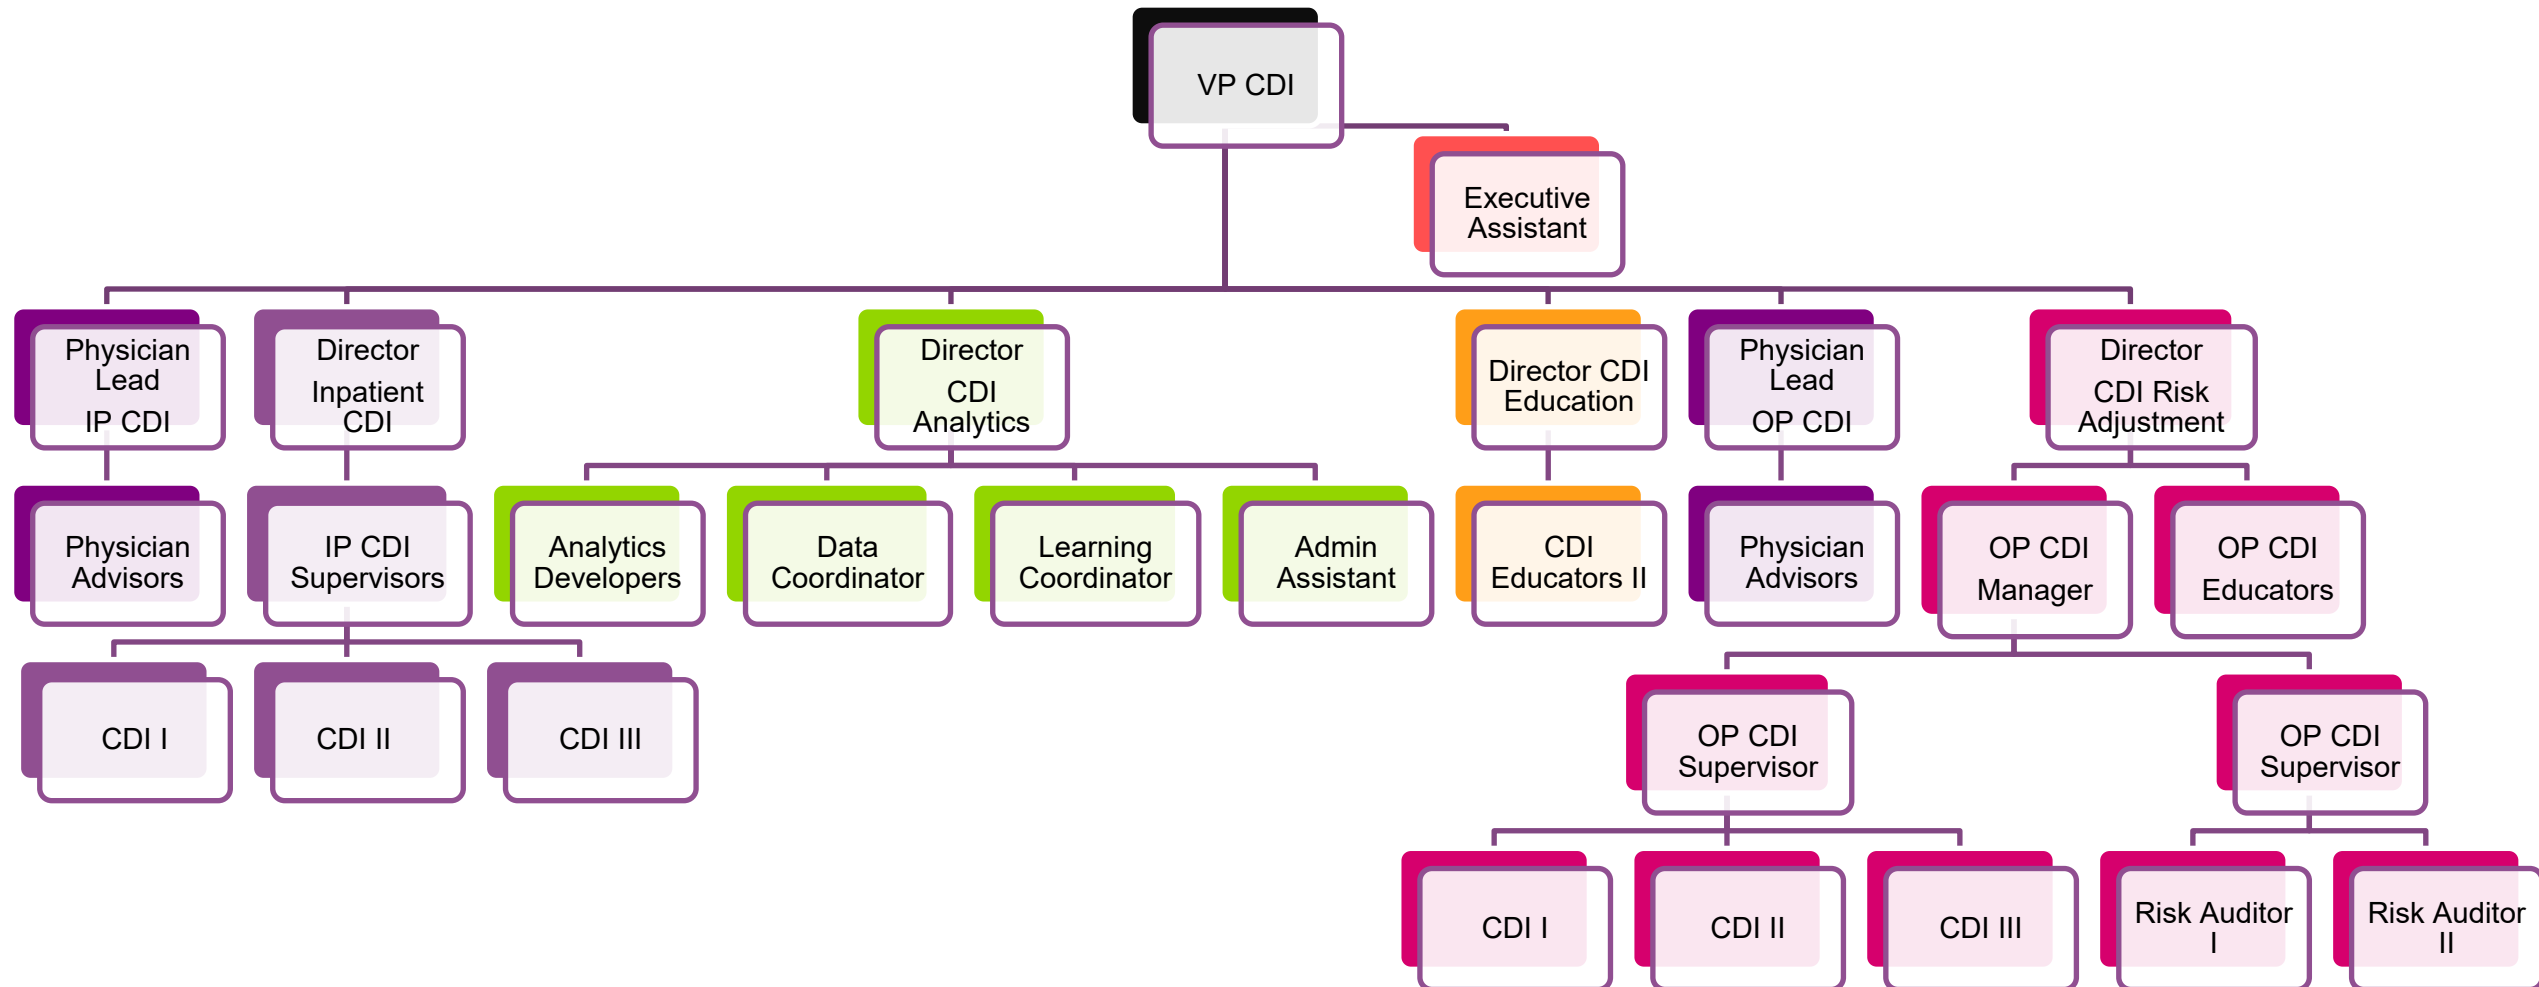 VP CDI
Executive
Assistant
Physician
Lead
IP CDI
Director
Inpatient
CDI
Director
CDI
Analytics
Director CDI
Education
Physician
Lead
OP CDI
Director
CDI Risk
Adjustment
Physician
Advisors
IP CDI
Supervisors
Analytics
Developers
Data
Coordinator
Learning
Coordinator
Admin
Assistant
CDI
Educators II
Physician
Advisors
OP CDI
Manager
OP CDI
Educators
CDI I
CDI II
CDI III
OP CDI
Supervisor
OP CDI
Supervisor
CDI I
CDI II
CDI III
Risk Auditor
I
Risk Auditor
II